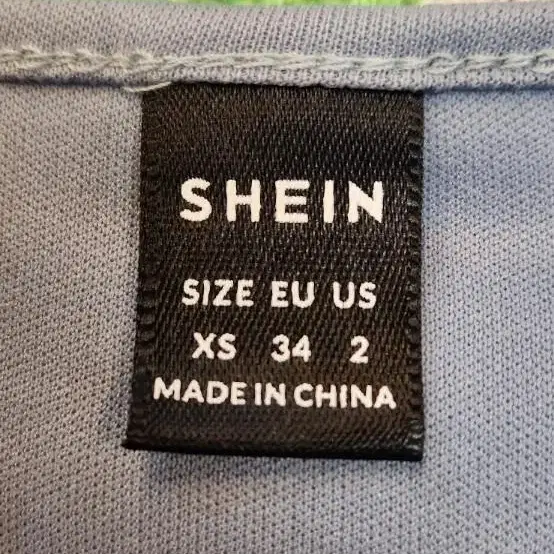 SHEIN
SIZE EU US
XS 34 2
MADE IN CHINA